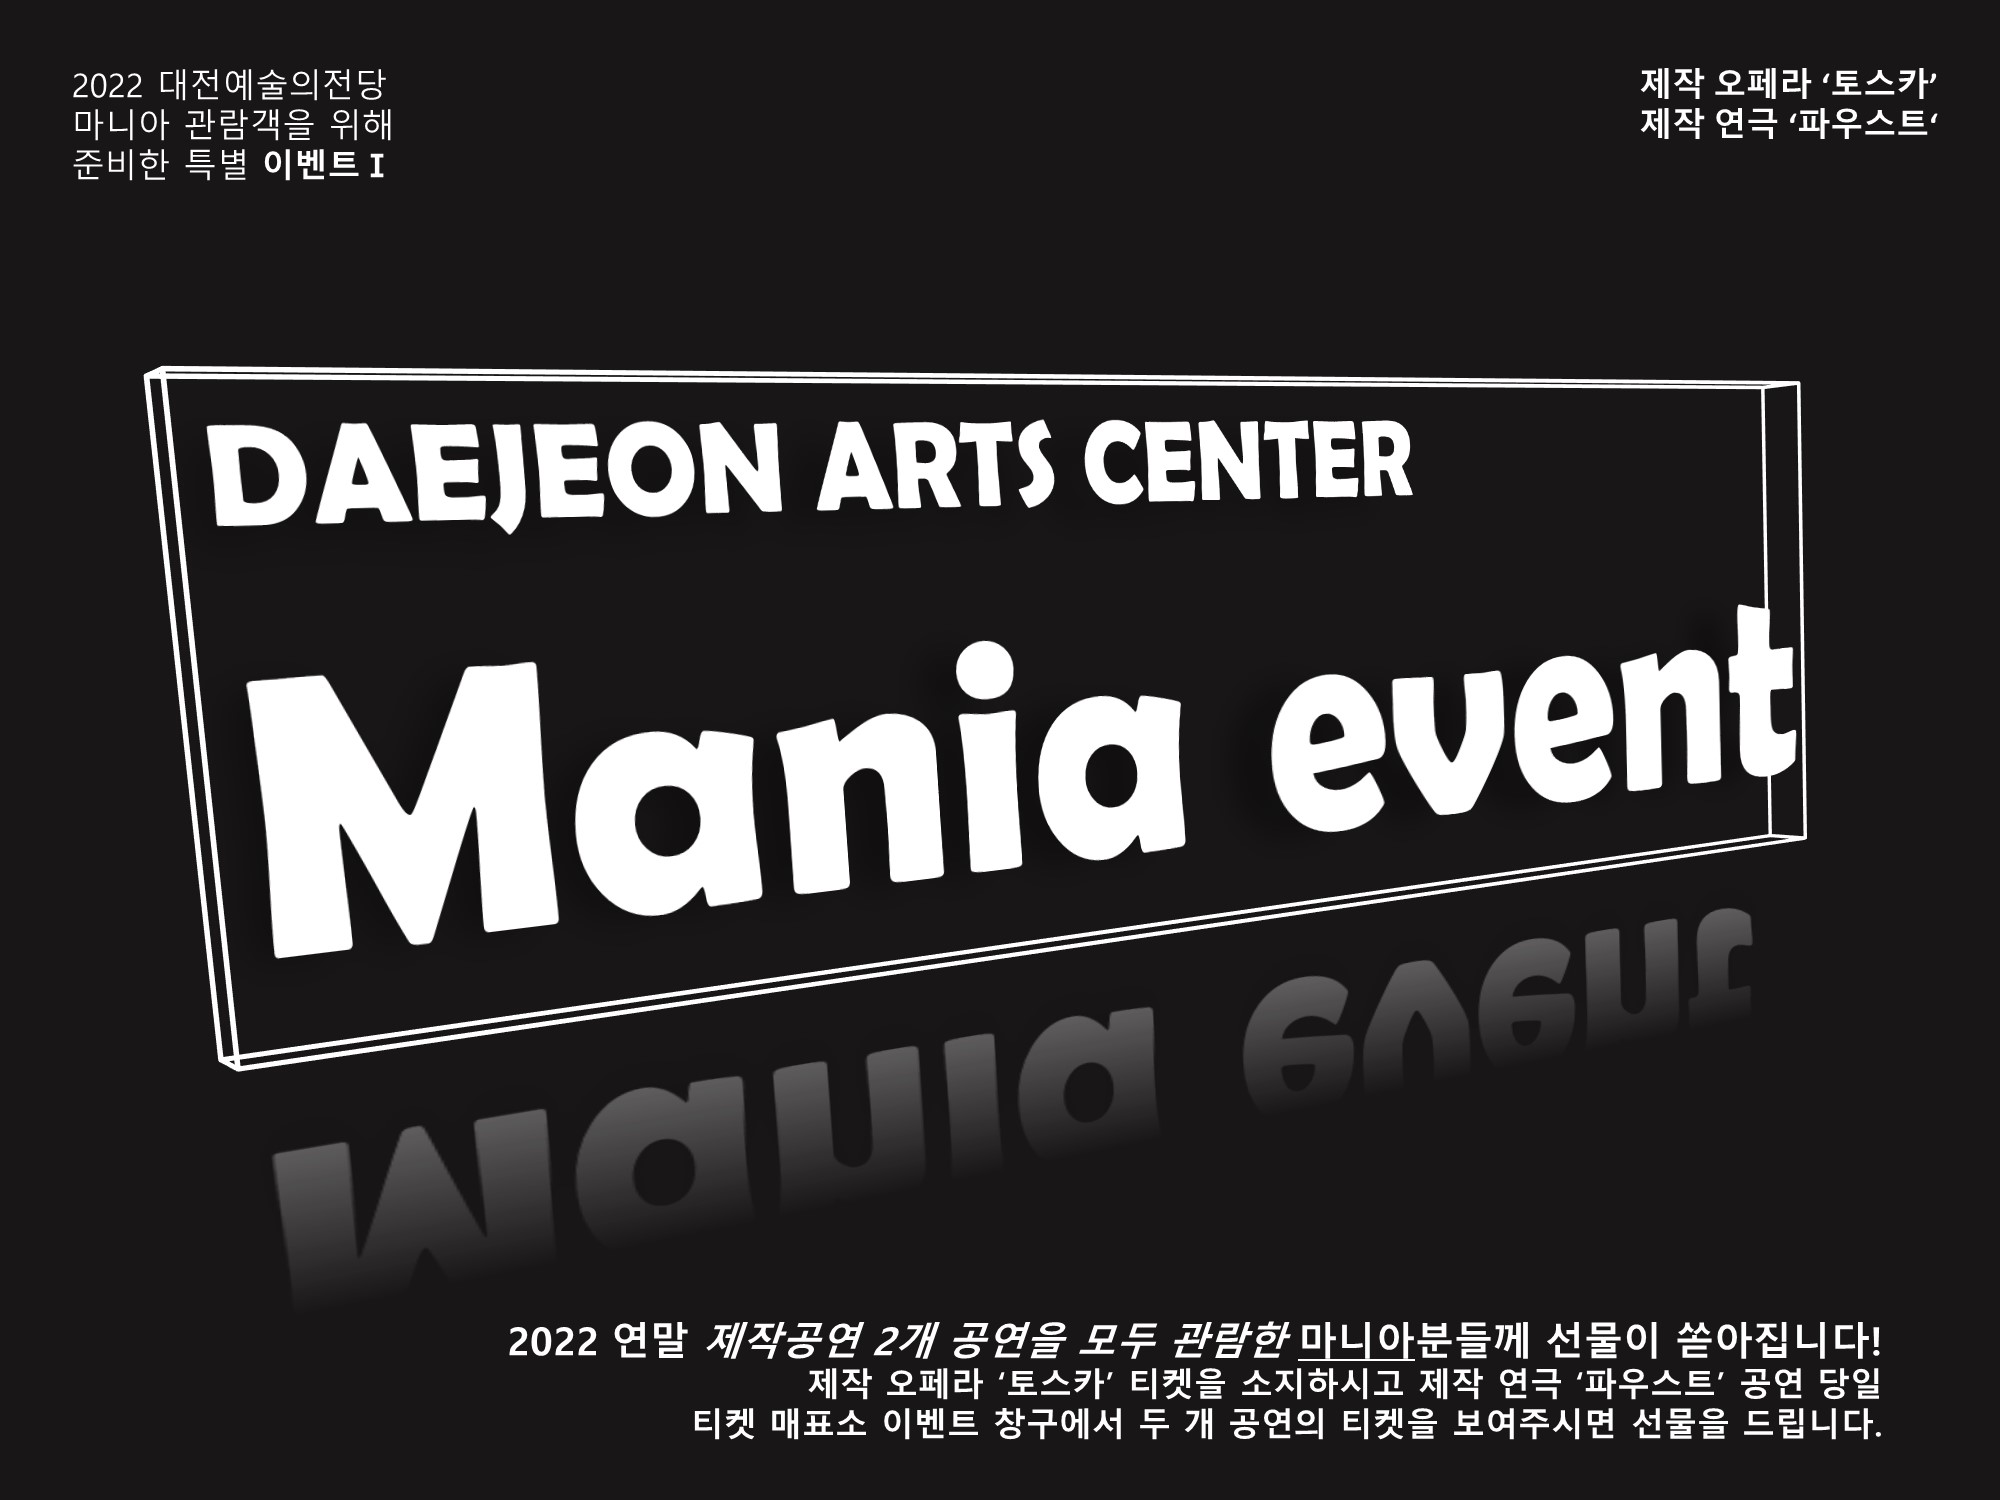 2022 대전예술의전당
마니아 관람객을 위해
준비한 특별 이벤트 I
제작 오페라 ‘토스카’
제작 연극 ‘파우스트‘
DAEJEON ARTS CENTER
Mania event
Mania event
2022 연말 제작공연 2개 공연을 모두 관람한 마니아분들께 선물이 쏟아집니다!
제작 오페라 ‘토스카’ 티켓을 소지하시고 제작 연극 ‘파우스트’ 공연 당일
티켓 매표소 이벤트 창구에서 두 개 공연의 티켓을 보여주시면 선물을 드립니다.